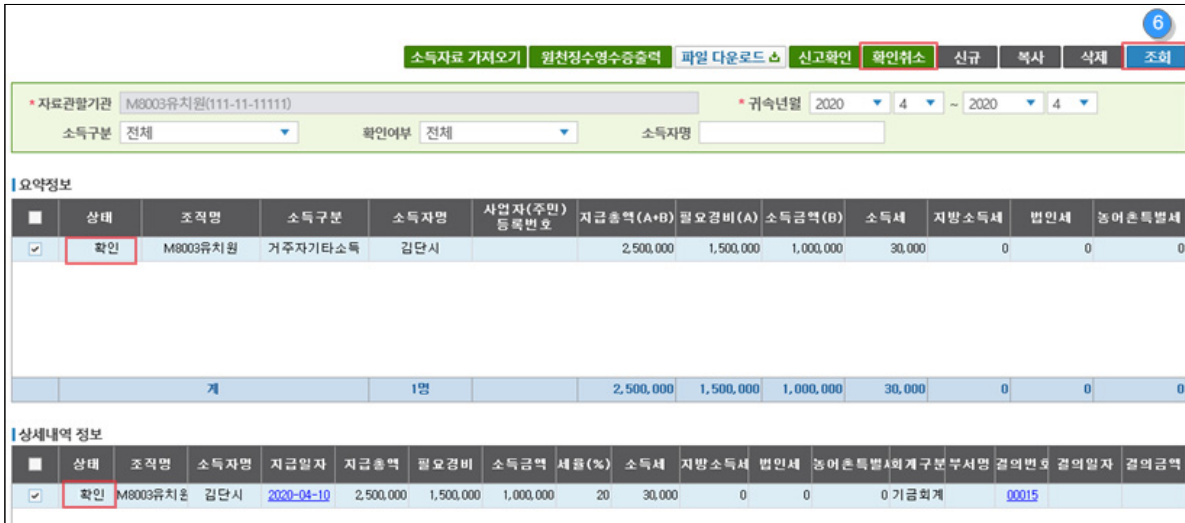 6
소득자료 가져오기 원천징수영수증출력 파일 다운로드 신고확인 확인취소 신규 복사 삭제 조회
* 자료관할기관 M8003유치원(111-11-11111) * 귀속년월 2020 4 ~ 2020 4
소득구분 전체 확인여부 전체 소득자명
요약정보
상태 조직명 소득구분 소득자명 사업자(주민) 등록번호 지급총액(A+B) 필요경비(A) 소득금액(B) 소득세 지방소득세 법인세 농어촌특별세
확인 M8003유치원 거주자기타소득 김단시 2,500,000 1,500,000 1,000,000 30,000 0 0 0
계 1명 2,500,000 1,500,000 1,000,000 30,000 0 0 0
상세내역 정보
상태 조직명 소득자명 지급일자 지급총액 필요경비 소득금액 세율(%) 소득세 지방소득세 법인세 농어촌특별 회계구분 부서명 결의번호 결의일자 결의금액
확인 M8003유치원 김단시 2020-04-10 2,500,000 1,500,000 1,000,000 20 30,000 0 0 0 기금회계 00015